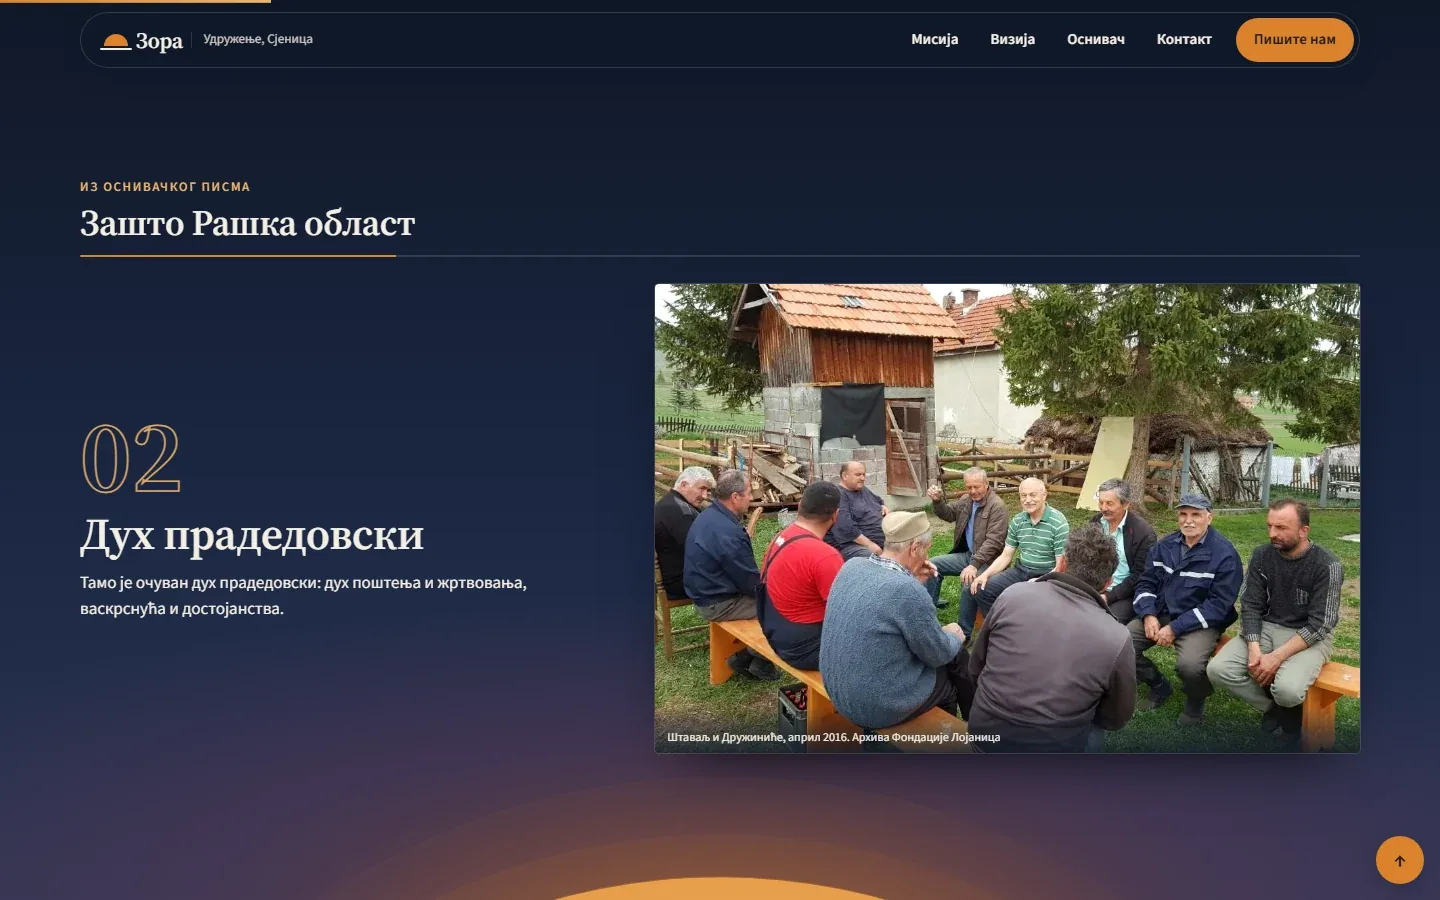 Зора
Удружење, Сјеница
Мисија
Визија
Оснивач
Контакт
Пишите нам
ИЗ ОСНИВАЧКОГ ПИСМА
Зашто Рашка област
02
Дух прадедовски
Тамо је очуван дух прадедовски: дух поштења и жртвовања,
васкрснућа и достојанства.
Штаваљ и Дружиниће, април 2016. Архива Фондације Лојаница